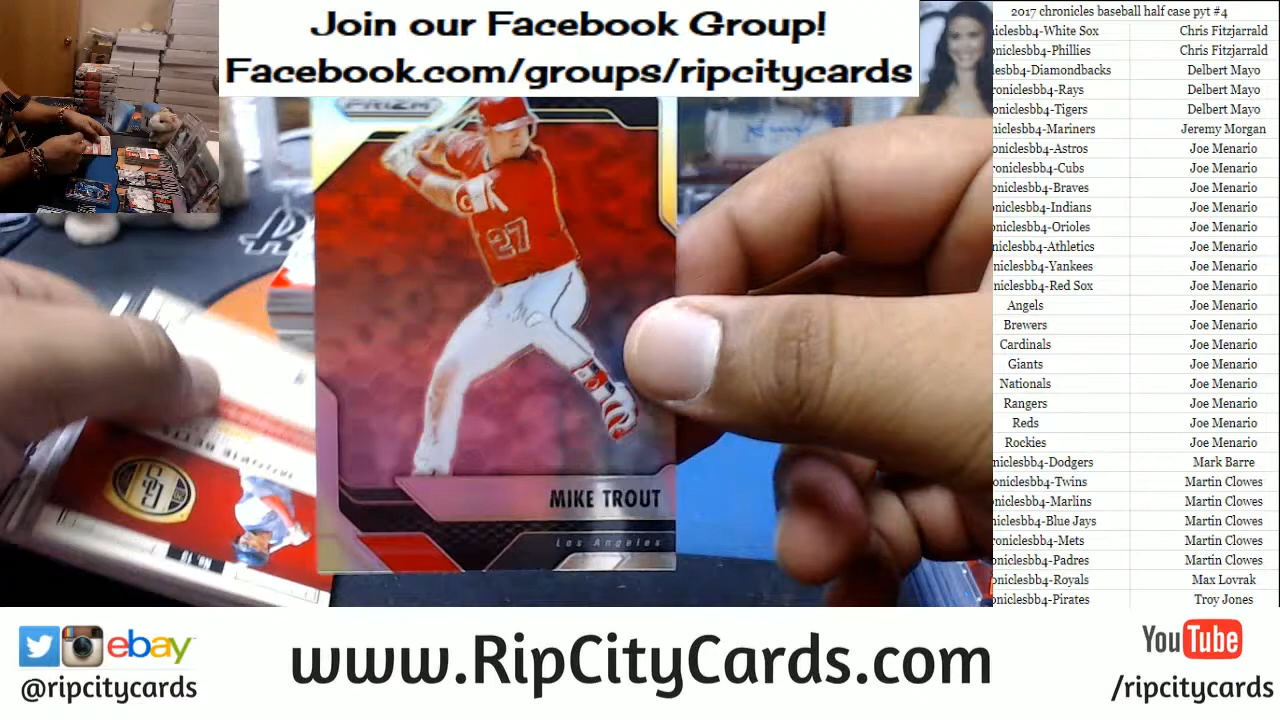 Join our Facebook Group!
Facebook.com/groups/ripcitycards
PRIZM
27
MIKE TROUT
Los Angeles
MOOKIE BETTS
2017 chronicles baseball half case pyt #4
niclesbb4-White Sox Chris Fitzjarrald
oniclesbb4-Phillies Chris Fitzjarrald
lesbb4-Diamondbacks Delbert Mayo
roniclesbb4-Rays Delbert Mayo
oniclesbb4-Tigers Delbert Mayo
niclesbb4-Mariners Jeremy Morgan
oniclesbb4-Astros Joe Menario
roniclesbb4-Cubs Joe Menario
oniclesbb4-Braves Joe Menario
oniclesbb4-Indians Joe Menario
oniclesbb4-Orioles Joe Menario
niclesbb4-Athletics Joe Menario
niclesbb4-Yankees Joe Menario
niclesbb4-Red Sox Joe Menario
Angels Joe Menario
Brewers Joe Menario
Cardinals Joe Menario
Giants Joe Menario
Nationals Joe Menario
Rangers Joe Menario
Reds Joe Menario
Rockies Joe Menario
niclesbb4-Dodgers Mark Barre
oniclesbb4-Twins Martin Clowes
niclesbb4-Marlins Martin Clowes
niclesbb4-Blue Jays Martin Clowes
roniclesbb4-Mets Martin Clowes
oniclesbb4-Padres Martin Clowes
oniclesbb4-Royals Max Lovrak
oniclesbb4-Pirates Troy Jones
ebay
@ripcitycards
www.RipCityCards.com
YouTube
/ripcitycards